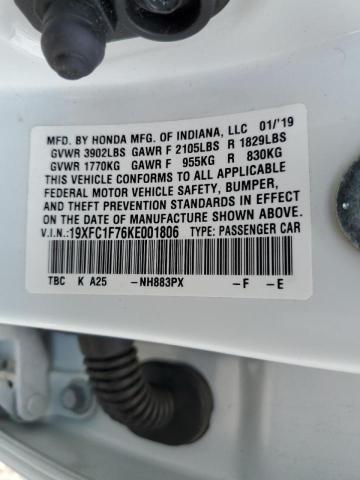 MFD. BY HONDA MFG. OF INDIANA, LLC 01/'19
GVWR 3902LBS GAWR F 2105LBS R 1829LBS
GVWR 1770KG GAWR F 955KG R 830KG
THIS VEHICLE CONFORMS TO ALL APPLICABLE
FEDERAL MOTOR VEHICLE SAFETY, BUMPER,
AND THEFT PREVENTION STANDARDS IN EFFECT
ON THE DATE OF MANUFACTURE SHOWN ABOVE.
V.I.N.:19XFC1F76KE001806 TYPE: PASSENGER CAR
TBC K A25 -NH883PX -F -E